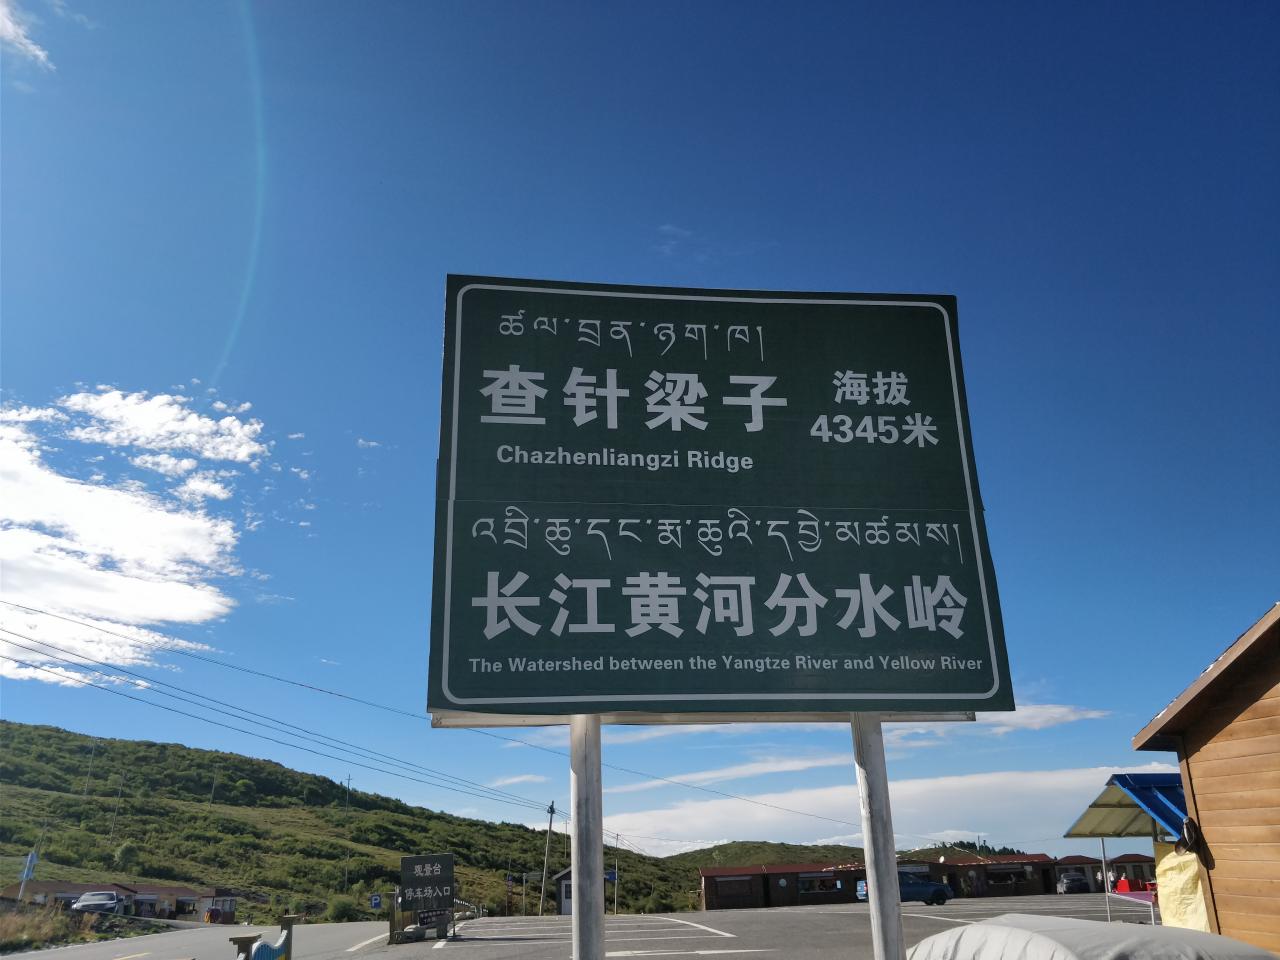 ཚལ་བྲན་ཉག་ཁ།
查针梁子
海拔
4345米
Chazhenliangzi Ridge
འབྲི་ཆུ་དང་རྨ་ཆུའི་ད་བྱེ་མཚམས།
长江黄河分水岭
The Watershed between the Yangtze River and Yellow River
观景台
停车场入口
P